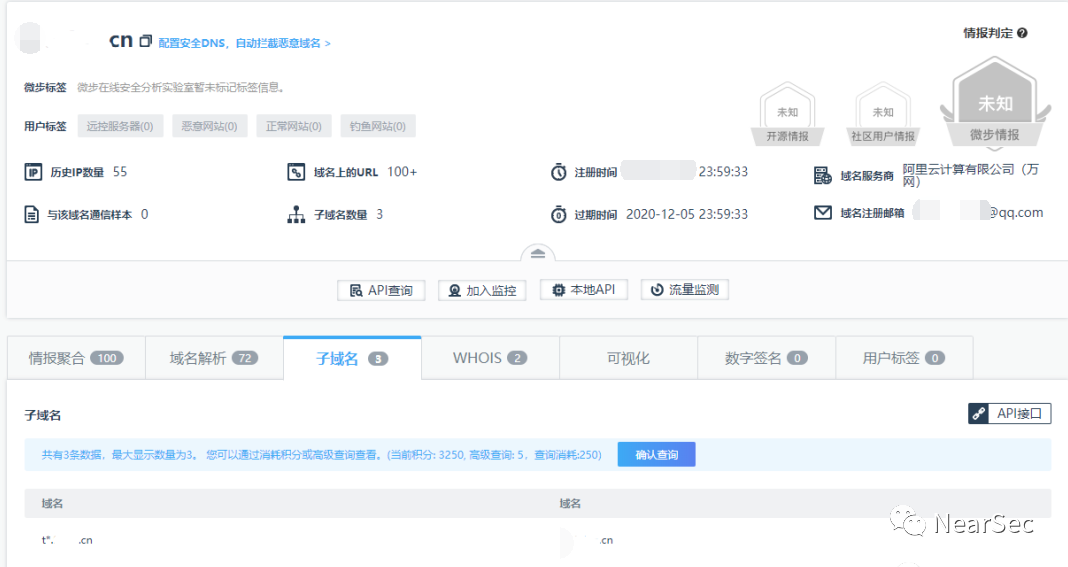 cn 配置安全DNS，自动拦截恶意域名 >
情报判定
微步标签 微步在线安全分析实验室暂未标记标签信息。
用户标签 远控服务器(0) 恶意网站(0) 正常网站(0) 钓鱼网站(0)
未知 开源情报
未知 社区用户情报
未知 微步情报
历史IP数量 55 域名上的URL 100+ 注册时间 23:59:33 域名服务商 阿里云计算有限公司（万
网）
与该域名通信样本 0 子域名数量 3 过期时间 2020-12-05 23:59:33 域名注册邮箱 @qq.com
API查询 加入监控 本地API 流量监测
情报聚合 100 域名解析 72 子域名 3 WHOIS 2 可视化 数字签名 0 用户标签 0
子域名 API接口
共有3条数据，最大显示数量为3。 您可以通过消耗积分或高级查询查看。(当前积分: 3250, 高级查询: 5，查询消耗:250) 确认查询
域名 域名
.cn .cn
NearSec